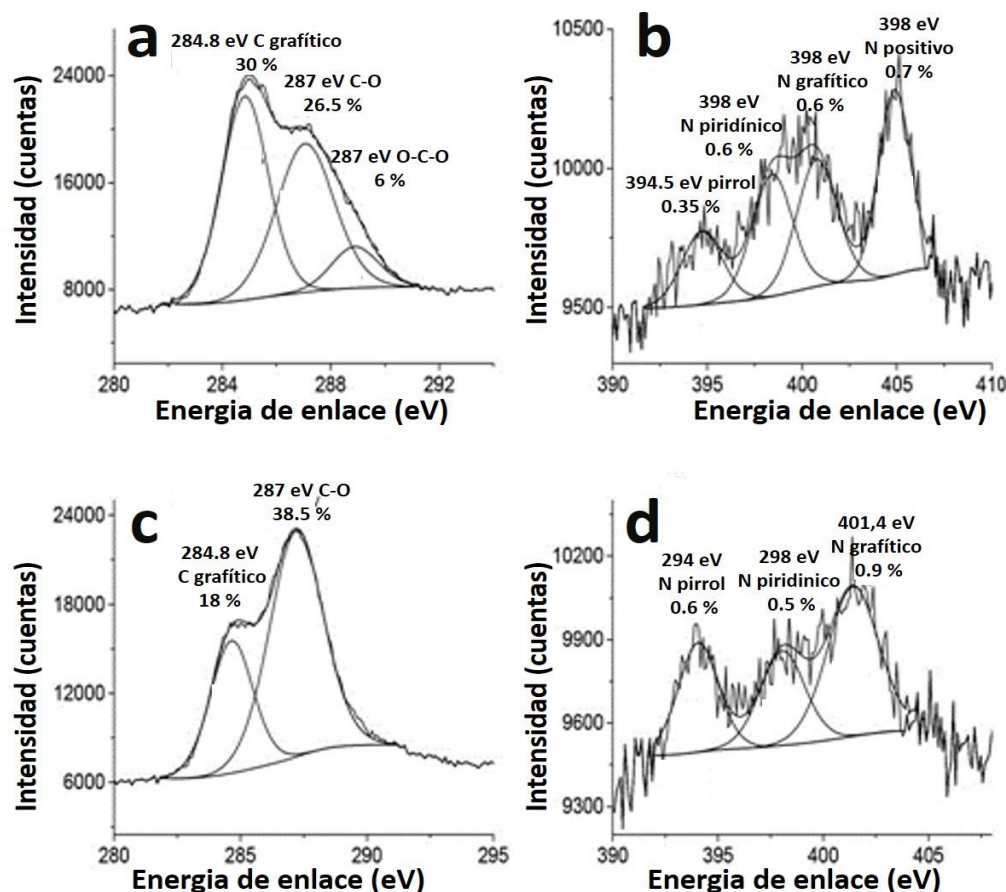 a
284.8 eV C grafítico
30 %
287 eV C-O
26.5 %
287 eV O-C-O
6 %
Intensidad (cuentas)
24000
16000
8000
280
284
288
292
Energia de enlace (eV)
b
398 eV
N positivo
0.7 %
398 eV
N grafítico
0.6 %
398 eV
N piridínico
0.6 %
394.5 eV pirrol
0.35 %
Intensidad (cuentas)
10500
10000
9500
390
395
400
405
410
Energia de enlace (eV)
c
287 eV C-O
38.5 %
284.8 eV
C grafítico
18 %
Intensidad (cuentas)
24000
18000
12000
6000
280
285
290
295
Energia de enlace (eV)
d
401,4 eV
N grafítico
0.9 %
294 eV
N pirrol
0.6 %
298 eV
N piridinico
0.5 %
Intensidad (cuentas)
10200
9900
9600
9300
390
395
400
405
Energia de enlace (eV)